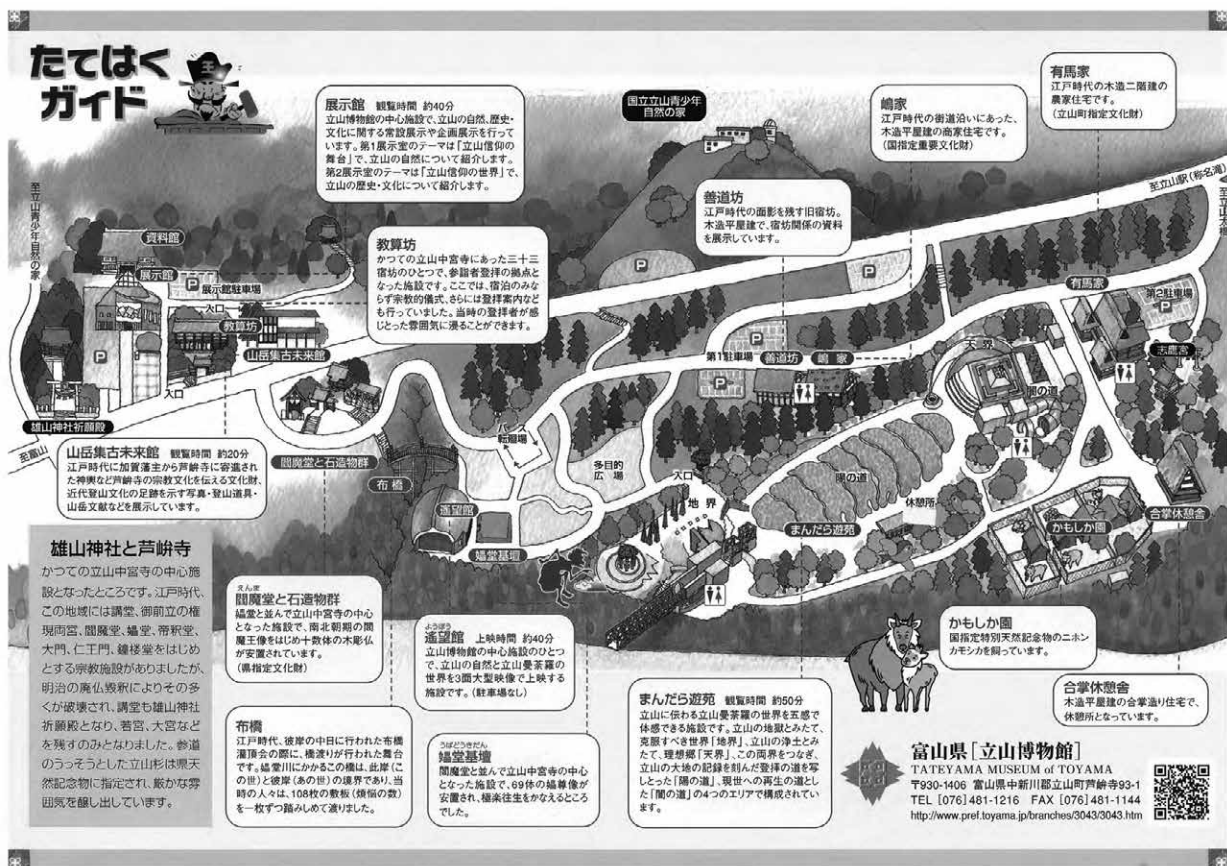 たてはく
ガイド
展示館　観覧時間　約40分
立山博物館の中心施設で、立山の自然、歴史・
文化に関する常設展示や企画展示を行って
います。第1展示室のテーマは「立山信仰の
舞台」で、立山の自然について紹介します。
第2展示室のテーマは「立山信仰の世界」で、
立山の歴史・文化について紹介します。
国立立山青少年
自然の家
嶋家
江戸時代の街道沿いにあった、
木造平屋建の商家住宅です。
(国指定重要文化財)
有馬家
江戸時代の木造二階建の
農家住宅です。
(立山町指定文化財)
善道坊
江戸時代の面影を残す旧宿坊。
木造平屋建で、宿坊関係の資料
を展示しています。
教算坊
かつての立山中宮寺にあった三十三
宿坊のひとつで、参詣者登拝の拠点と
なった施設です。ここでは、宿泊のみな
らず宗教的儀式、さらには登拝案内など
も行っていました。当時の登拝者が感
じとった雰囲気に浸ることができます。
至立山青少年自然の家
至立山駅(称名滝)
至立山大橋
資料館
展示館
P
展示館駐車場
入口
教算坊
山岳集古未来館
P
入口
雄山神社祈願殿
至富山
P
P
有馬家
第2駐車場
P
志鷹宮
P
第1駐車場
善道坊
嶋家
P
天界
闇の道
閻魔堂と石造物群
布橋
バス
転回場
多目的
広場
遥望館
媼堂基壇
入口
地界
陽の道
まんだら遊苑
休憩所
かもしか園
合掌休憩舎
山岳集古未来館　観覧時間　約20分
江戸時代に加賀藩主から芦峅寺に寄進され
た神輿など芦峅寺の宗教文化を伝える文化財、
近代登山文化の足跡を示す写真・登山道具・
山岳文献などを展示しています。
雄山神社と芦峅寺
かつての立山中宮寺の中心施
設となったところです。江戸時代、
この地域には講堂、御前立の権
現両宮、閻魔堂、媼堂、帝釈堂、
大門、仁王門、鐘楼堂をはじめ
とする宗教施設がありましたが、
明治の廃仏毀釈によりその多
くが破壊され、講堂も雄山神社
祈願殿となり、若宮、大宮など
を残すのみとなりました。参道
のうっそうとした立山杉は県天
然記念物に指定され、厳かな雰
囲気を醸し出しています。
えんま
閻魔堂と石造物群
媼堂と並んで立山中宮寺の中心
となった施設で、南北朝期の閻
魔王像をはじめ十数体の木彫仏
が安置されています。
(県指定文化財)
布橋
江戸時代、彼岸の中日に行われた布橋
灌頂会の際に、橋渡りが行われた舞台
です。媼堂川にかかるこの橋は、此岸(こ
の世)と彼岸(あの世)の境界であり、当
時の人々は、108枚の敷板(煩悩の数)
を一枚ずつ踏みしめて渡りました。
ようぼう
遥望館　上映時間　約40分
立山博物館の中心施設のひとつ
で、立山の自然と立山曼荼羅の
世界を3面大型映像で上映する
施設です。(駐車場なし)
うばどうきだん
媼堂基壇
閻魔堂と並んで立山中宮寺の中心
となった施設で、69体の媼尊像が
安置され、極楽往生をかなえるところ
でした。
まんだら遊苑　観覧時間　約50分
立山に伝わる立山曼荼羅の世界を五感で
体感できる施設です。立山の地獄とみたて、
克服すべき世界「地界」、立山の浄土とみ
たて、理想郷「天界」、この両界をつなぎ、
立山の大地の記録を刻んだ登拝の道を写
しとった「陽の道」、現世への再生の道とし
た「闇の道」の4つのエリアで構成されてい
ます。
かもしか園
国指定特別天然記念物のニホン
カモシカを飼っています。
合掌休憩舎
木造平屋建の合掌造り住宅で、
休憩所となっています。
富山県[立山博物館]
TATEYAMA MUSEUM of TOYAMA
〒930-1406 富山県中新川郡立山町芦峅寺93-1
TEL [076]481-1216　FAX [076]481-1144
http://www.pref.toyama.jp/branches/3043/3043.htm